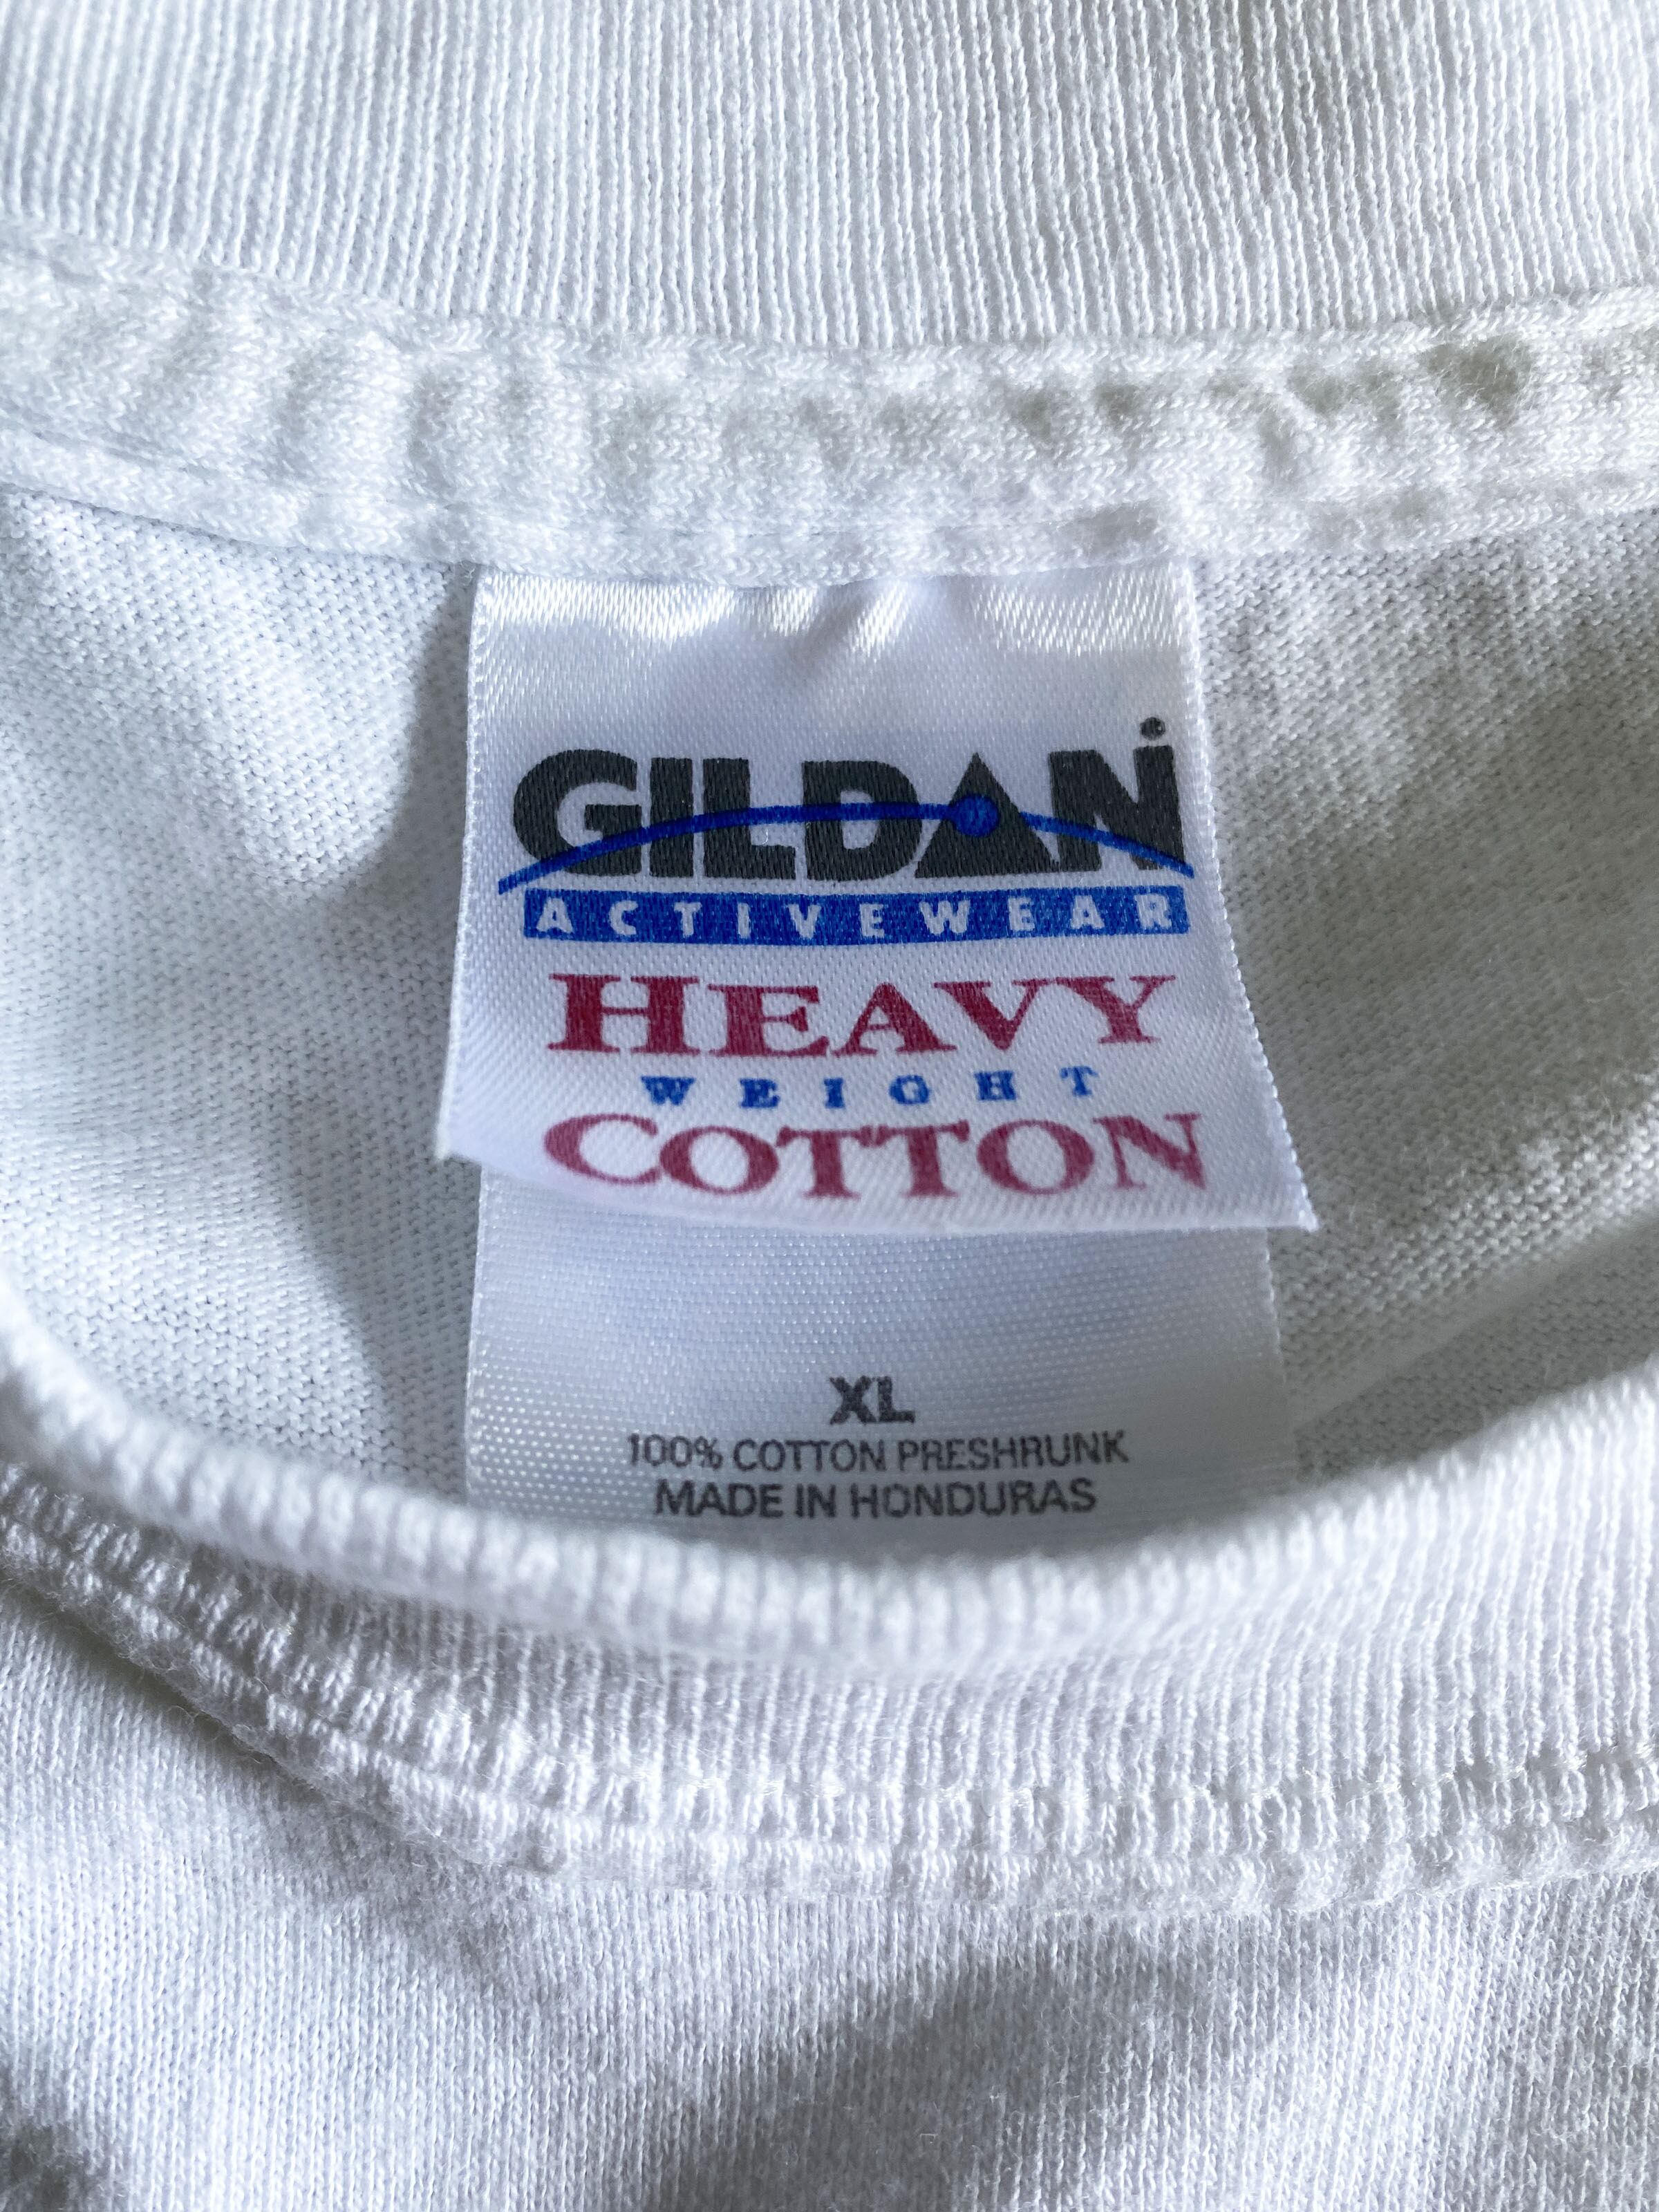 GILDAN
ACTIVEWEAR
HEAVY
WEIGHT
COTTON
XL
100% COTTON PRESHRUNK
MADE IN HONDURAS